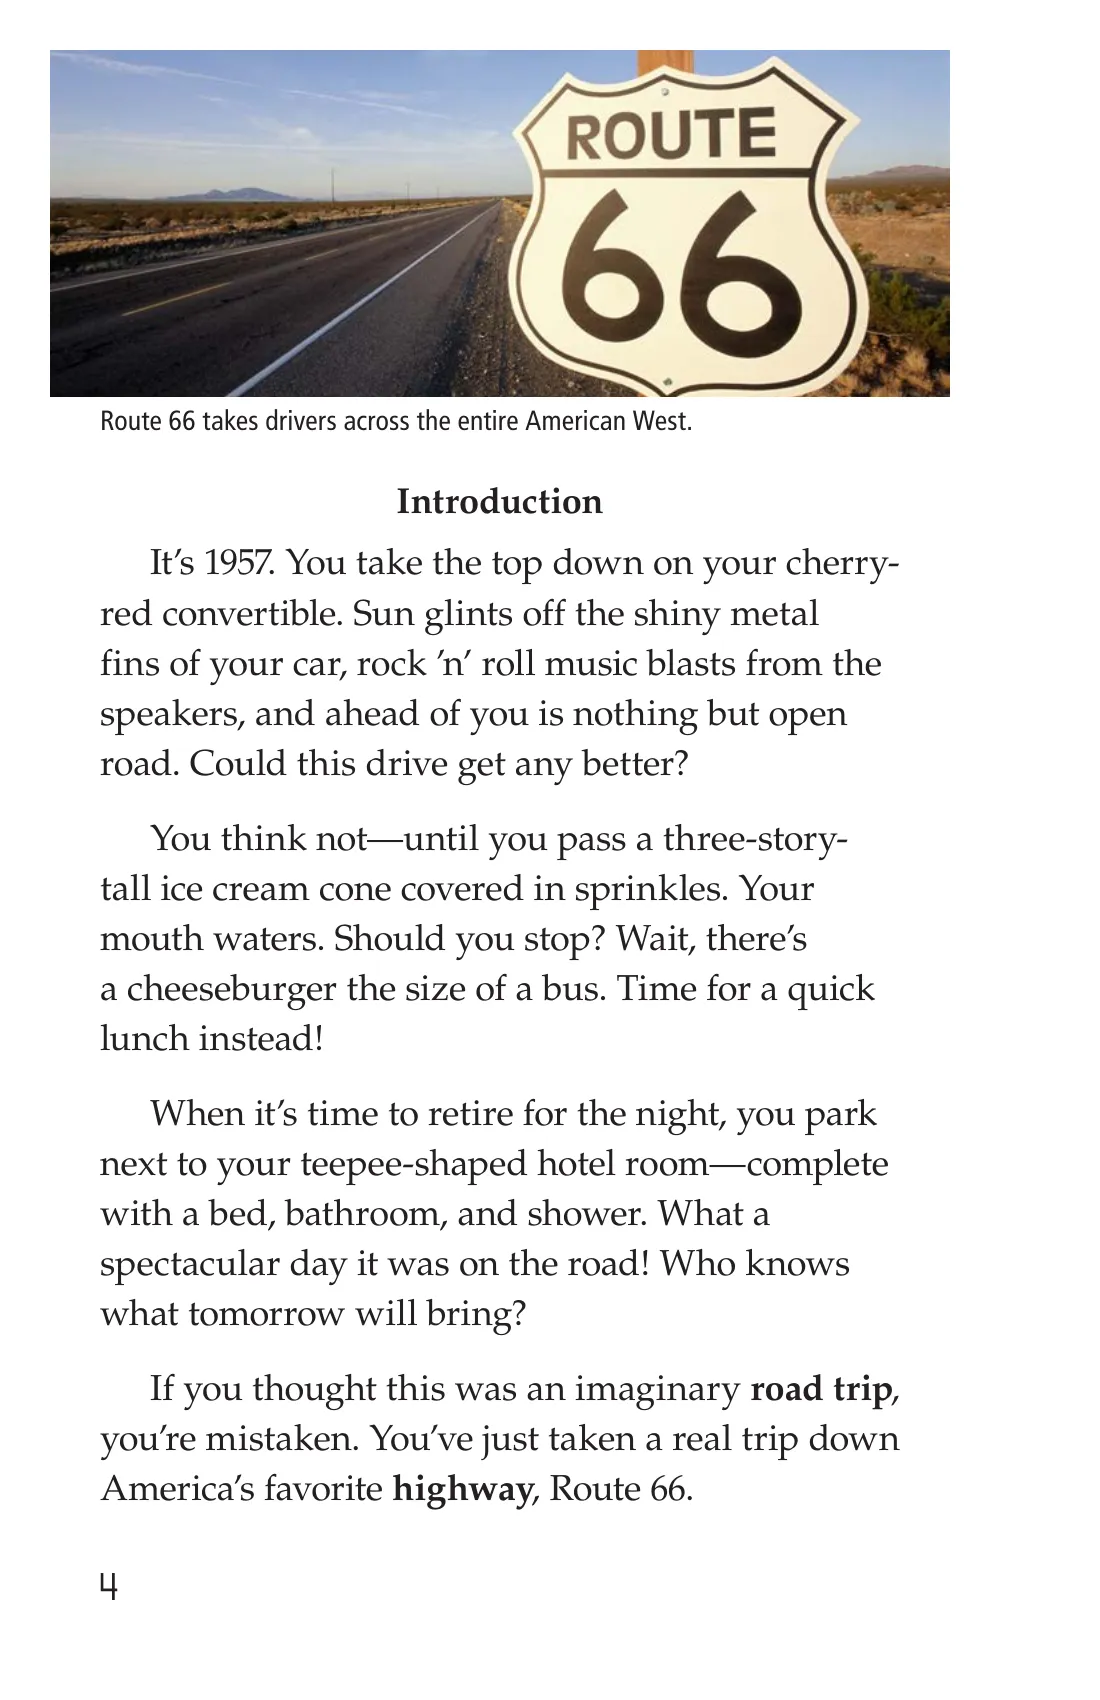 ROUTE
66
Route 66 takes drivers across the entire American West.
Introduction
It’s 1957. You take the top down on your cherry-
red convertible. Sun glints off the shiny metal
fins of your car, rock ’n’ roll music blasts from the
speakers, and ahead of you is nothing but open
road. Could this drive get any better?
You think not—until you pass a three-story-
tall ice cream cone covered in sprinkles. Your
mouth waters. Should you stop? Wait, there’s
a cheeseburger the size of a bus. Time for a quick
lunch instead!
When it’s time to retire for the night, you park
next to your teepee-shaped hotel room—complete
with a bed, bathroom, and shower. What a
spectacular day it was on the road! Who knows
what tomorrow will bring?
If you thought this was an imaginary road trip,
you’re mistaken. You’ve just taken a real trip down
America’s favorite highway, Route 66.
4